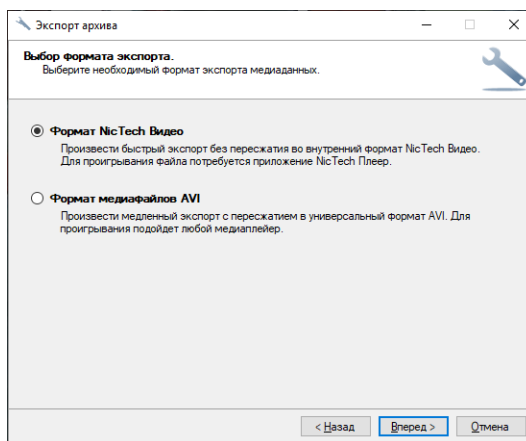 Экспорт архива
Выбор формата экспорта.
Выберите необходимый формат экспорта медиаданных.
Формат NicTech Видео
Произвести быстрый экспорт без пересжатия во внутренний формат NicTech Видео.
Для проигрывания файла потребуется приложение NicTech Плеер.
Формат медиафайлов AVI
Произвести медленный экспорт с пересжатием в универсальный формат AVI. Для
проигрывания подойдет любой медиаплейер.
< Назад Вперед > Отмена